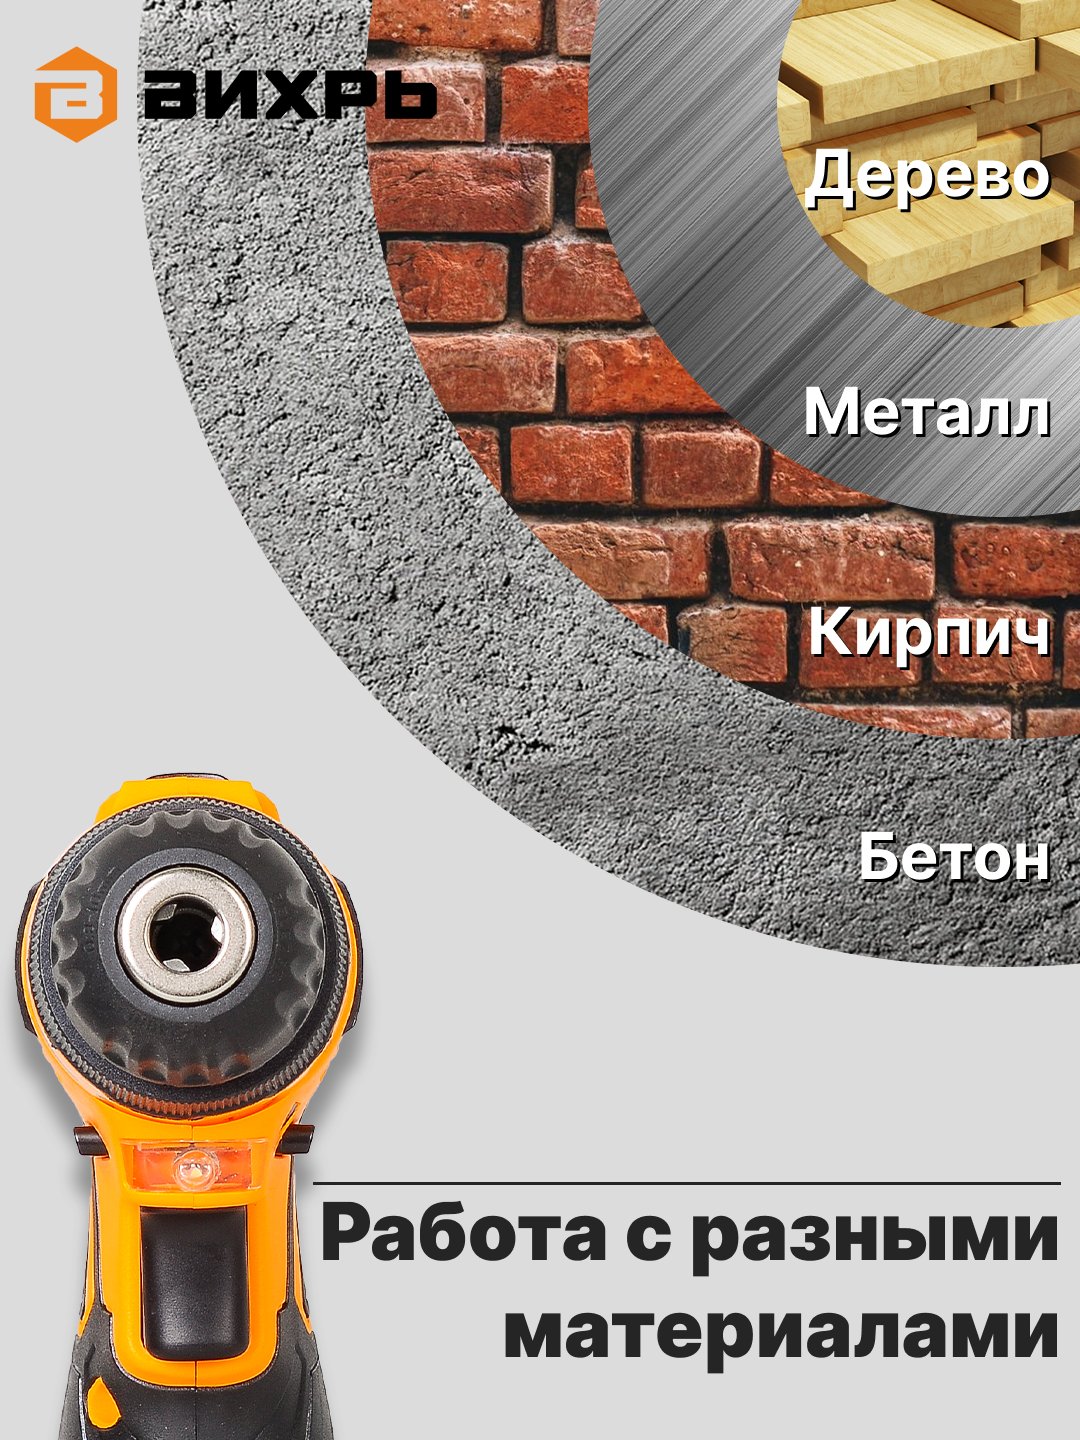 ВИХРЬ
Дерево
Металл
Кирпич
Бетон
Работа с разными
материалами